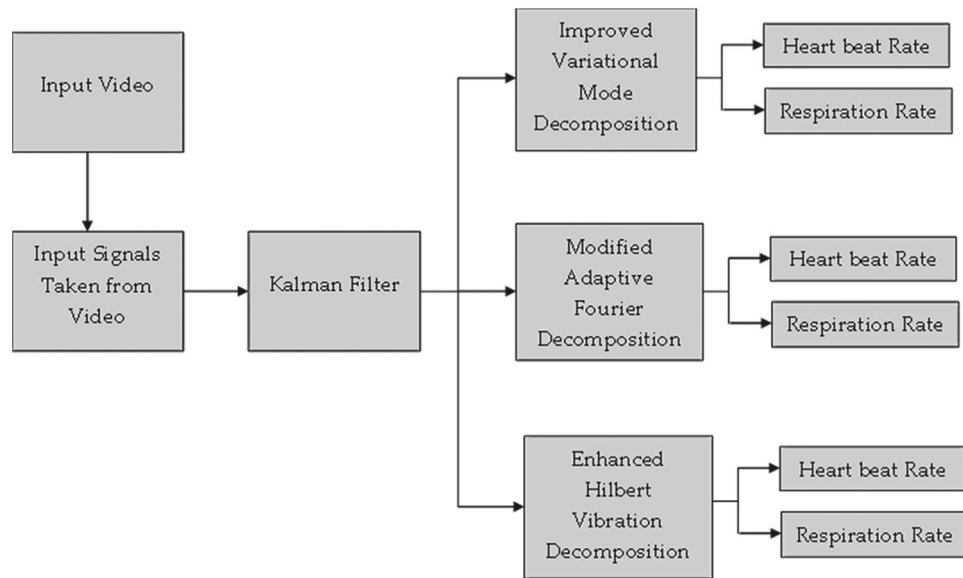 Input Video
Input Signals
Taken from
Video
Kalman Filter
Improved
Variational
Mode
Decomposition
Heart beat Rate
Respiration Rate
Modified
Adaptive
Fourier
Decomposition
Heart beat Rate
Respiration Rate
Enhanced
Hilbert
Vibration
Decomposition
Heart beat Rate
Respiration Rate